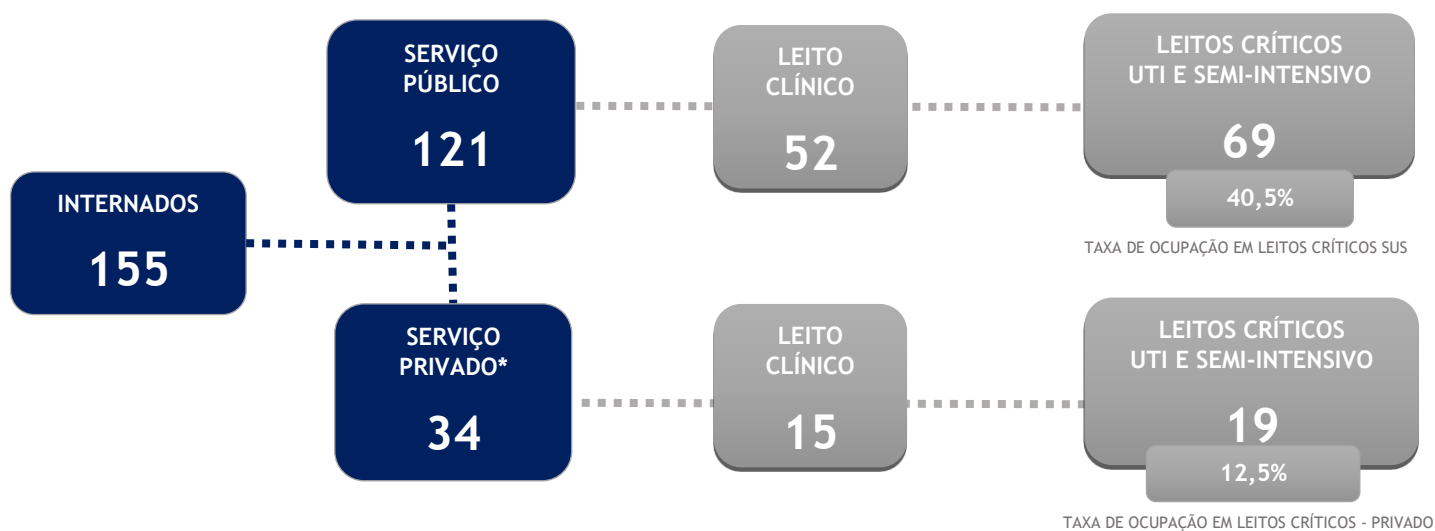 INTERNADOS
155
SERVIÇO
PÚBLICO
121
LEITO
CLÍNICO
52
LEITOS CRÍTICOS
UTI E SEMI-INTENSIVO
69
40,5%
TAXA DE OCUPAÇÃO EM LEITOS CRÍTICOS SUS
SERVIÇO
PRIVADO*
34
LEITO
CLÍNICO
15
LEITOS CRÍTICOS
UTI E SEMI-INTENSIVO
19
12,5%
TAXA DE OCUPAÇÃO EM LEITOS CRÍTICOS - PRIVADO